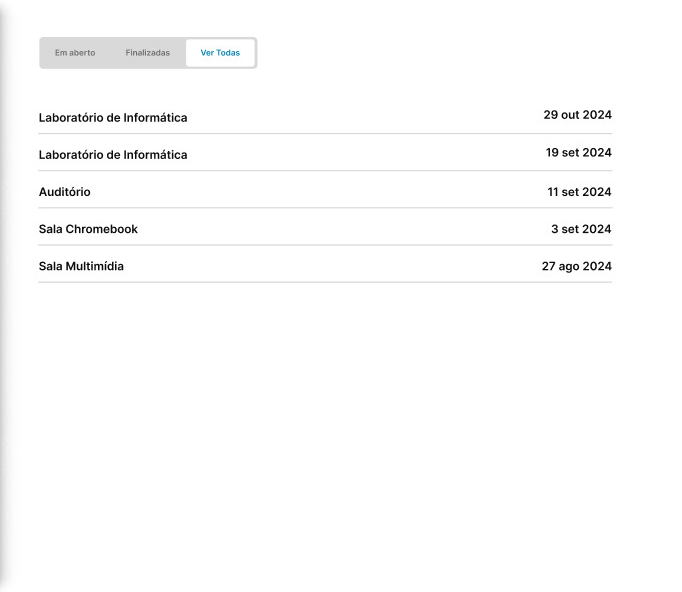 Em aberto Finalizadas Ver Todas
Laboratório de Informática 29 out 2024
Laboratório de Informática 19 set 2024
Auditório 11 set 2024
Sala Chromebook 3 set 2024
Sala Multimídia 27 ago 2024